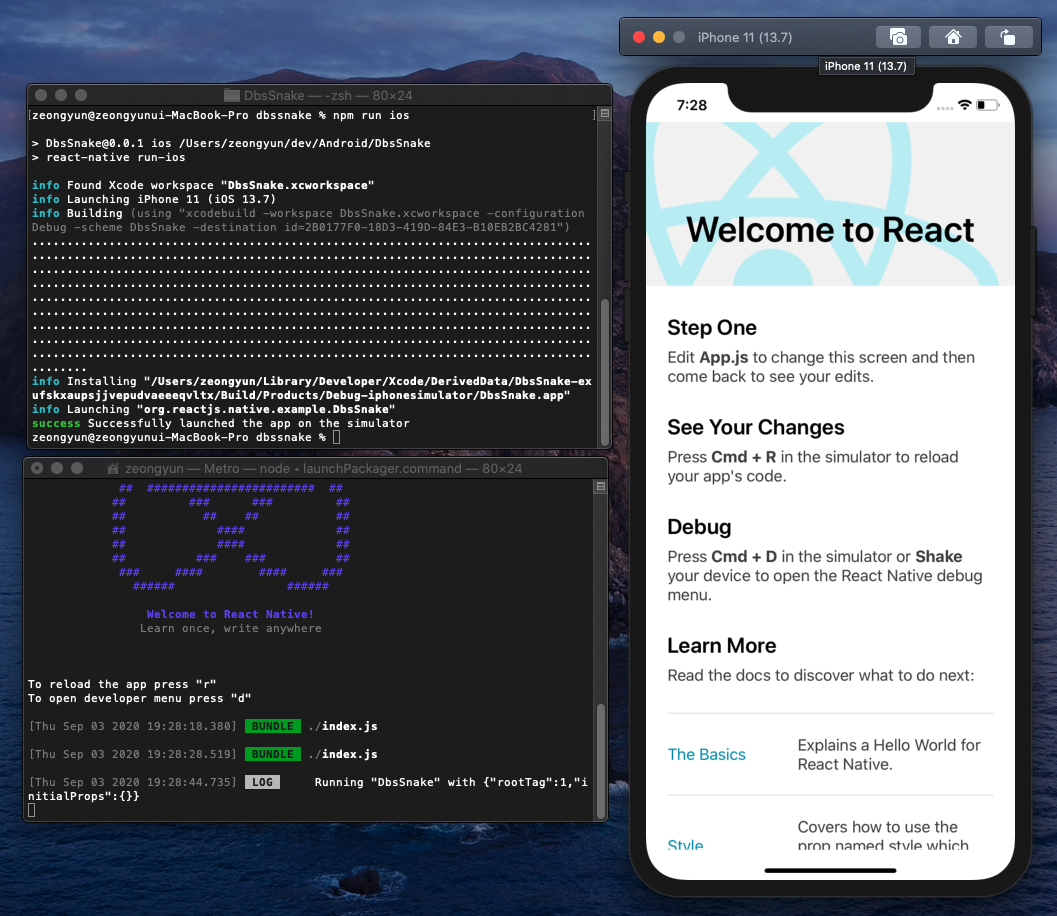 DbsSnake — -zsh — 80×24
[zeongyun@zeongyunui-MacBook-Pro dbssnake % npm run ios ]
> DbsSnake@0.0.1 ios /Users/zeongyun/dev/Android/DbsSnake
> react-native run-ios
info Found Xcode workspace "DbsSnake.xcworkspace"
info Launching iPhone 11 (iOS 13.7)
info Building (using "xcodebuild -workspace DbsSnake.xcworkspace -configuration
Debug -scheme DbsSnake -destination id=2B0177F0-18D3-419D-84E3-B10EB2BC4281")
................................................................................
................................................................................
................................................................................
................................................................................
................................................................................
................................................................................
................................................................................
................................................................................
................................................................................
........
info Installing "/Users/zeongyun/Library/Developer/Xcode/DerivedData/DbsSnake-ex
ufskxaupsjjvepudvaeeeqvltx/Build/Products/Debug-iphonesimulator/DbsSnake.app"
info Launching "org.reactjs.native.example.DbsSnake"
success Successfully launched the app on the simulator
zeongyun@zeongyunui-MacBook-Pro dbssnake %
zeongyun — Metro — node ◂ launchPackager.command — 80×24
## ######################## ##
## ### ### ##
## ## ## ##
## #### ##
## #### ##
## ### ### ##
### #### #### ###
###### ######
Welcome to React Native!
Learn once, write anywhere
To reload the app press "r"
To open developer menu press "d"
[Thu Sep 03 2020 19:28:18.380] BUNDLE ./index.js
[Thu Sep 03 2020 19:28:28.519] BUNDLE ./index.js
[Thu Sep 03 2020 19:28:44.735] LOG Running "DbsSnake" with {"rootTag":1,"i
nitialProps":{}}
iPhone 11 (13.7)
iPhone 11 (13.7)
7:28
Welcome to React
Step One
Edit App.js to change this screen and then
come back to see your edits.
See Your Changes
Press Cmd + R in the simulator to reload
your app's code.
Debug
Press Cmd + D in the simulator or Shake
your device to open the React Native debug
menu.
Learn More
Read the docs to discover what to do next:
The Basics
Explains a Hello World for
React Native.
Style
Covers how to use the
prop named style which